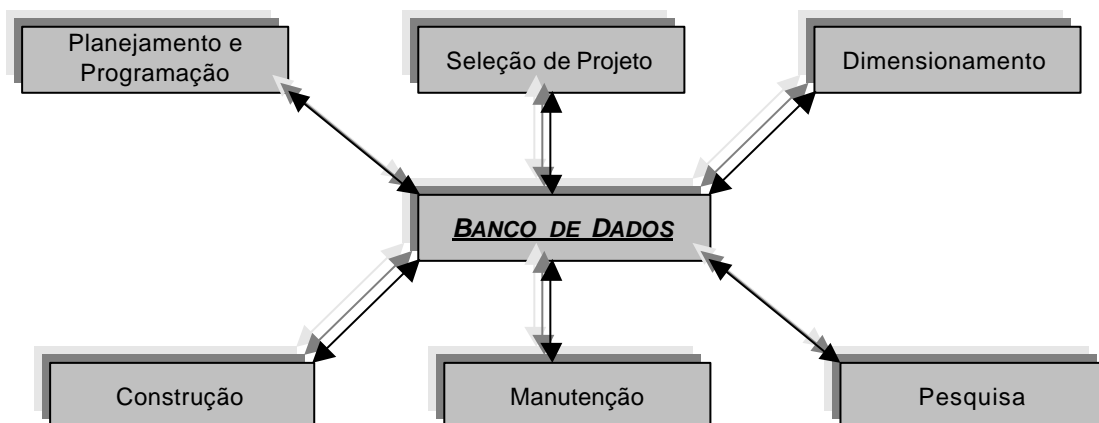 Planejamento e
Programação
Seleção de Projeto
Dimensionamento
BANCO DE DADOS
Construção
Manutenção
Pesquisa